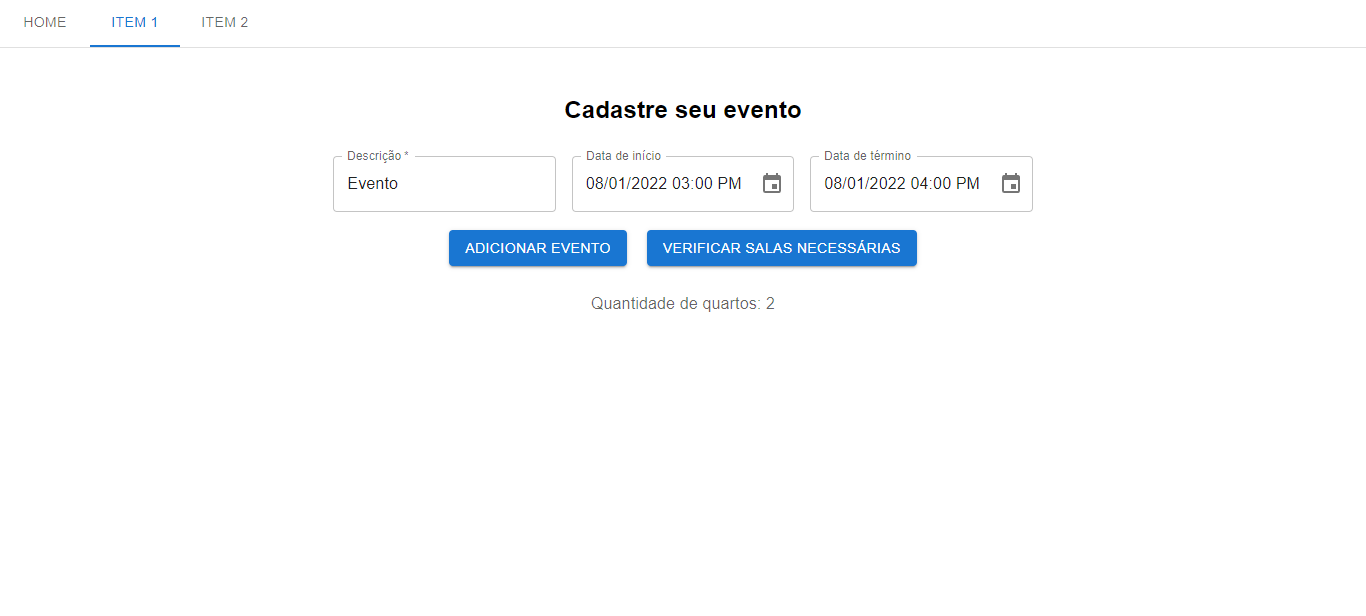 HOME ITEM 1 ITEM 2
Cadastre seu evento
Descrição * Data de início Data de término
Evento 08/01/2022 03:00 PM 08/01/2022 04:00 PM
ADICIONAR EVENTO VERIFICAR SALAS NECESSÁRIAS
Quantidade de quartos: 2